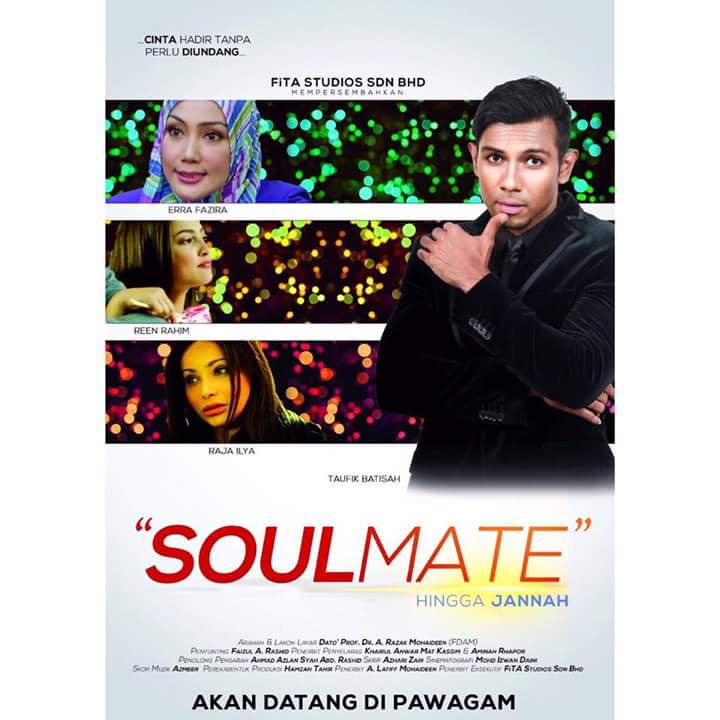 ...CINTA HADIR TANPA
PERLU DIUNDANG...
FiTA STUDIOS SDN BHD
MEMPERSEMBAHKAN
ERRA FAZIRA
REEN RAHIM
RAJA ILYA
TAUFIK BATISAH
"SOULMATE"
HINGGA JANNAH
ARAHAN & LAKON LAYAR DATO' PROF. DR. A. RAZAK MOHAIDEEN (FDAM)
PENYUNTING FAIZUL A. RASHID PENERBIT PENYELARAS KHAIRUL ANWAR MAT KASSIM & AMINAH RHAPOR
PENOLONG PENGARAH AHMAD AZLAN SYAH ABD. RASHID SKRIP ADHARI ZAIN SINEMATOGRAFI MOHD IZWAN DAINI
SKOR MUZIK AZMEER PEREKABENTUK PRODUKSI HAMZAH TAHIR PENERBIT A. LATIFF MOHAIDEEN PENERBIT EKSEKUTIF FiTA STUDIOS SDN BHD
AKAN DATANG DI PAWAGAM